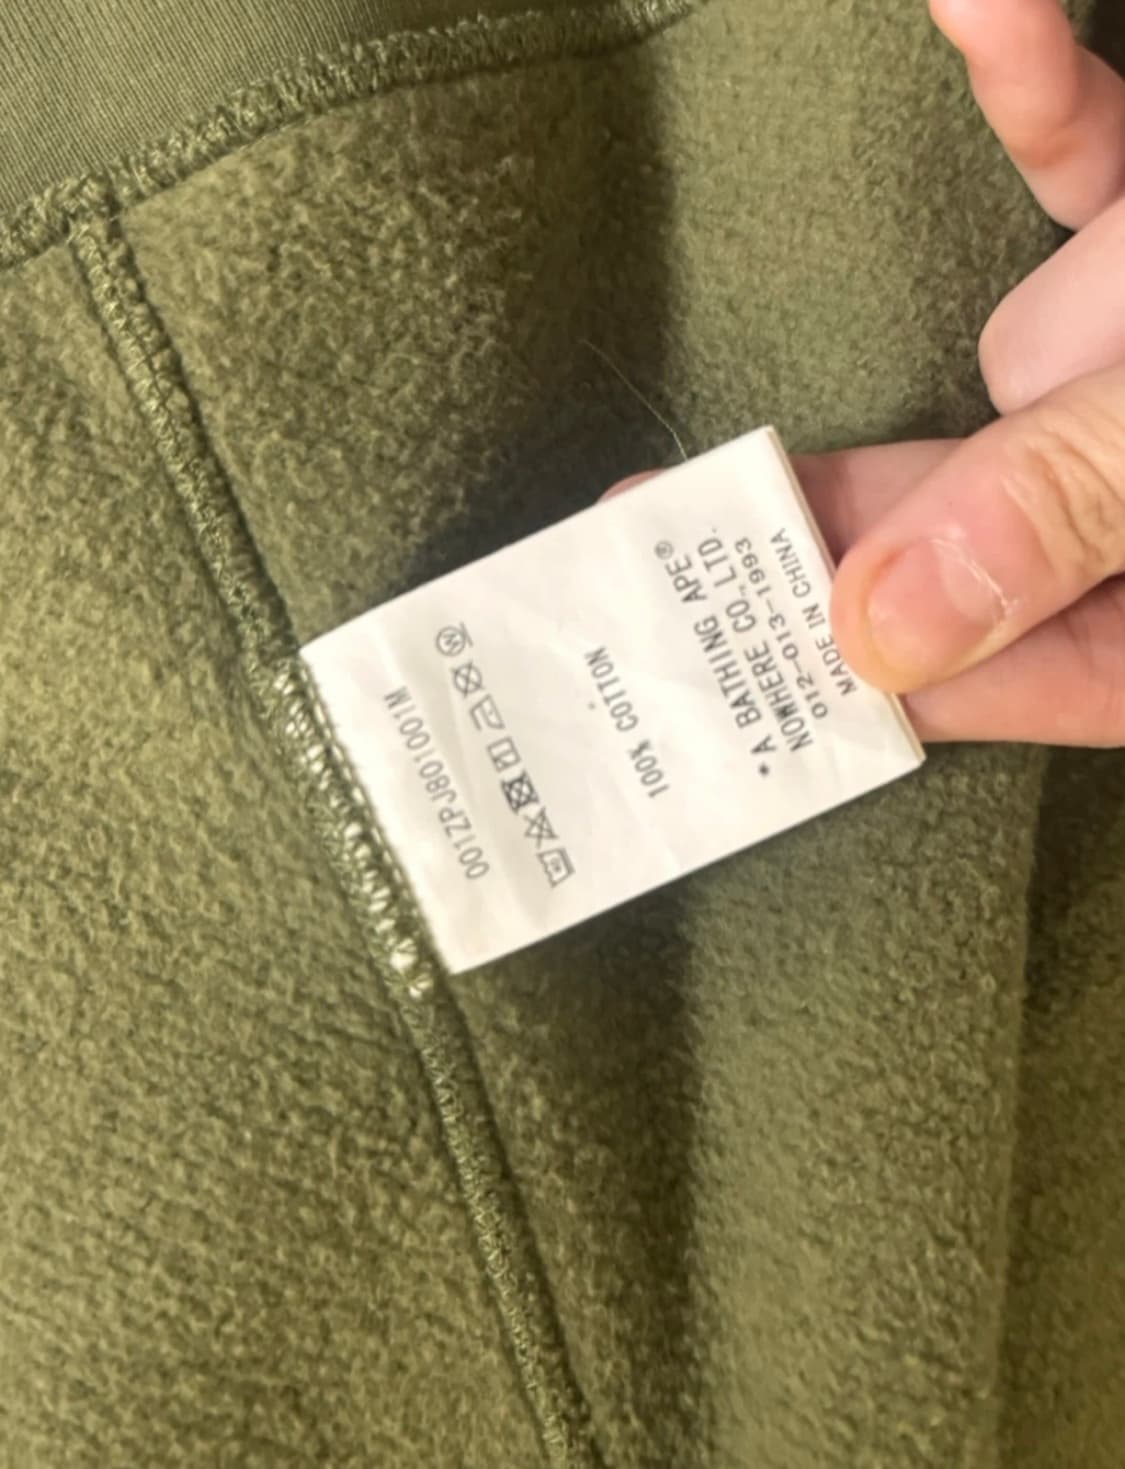 001ZPJ801001M
W
100% COTTON
* A BATHING APE®
NOWHERE CO., LTD.
012-013-1993
MADE IN CHINA